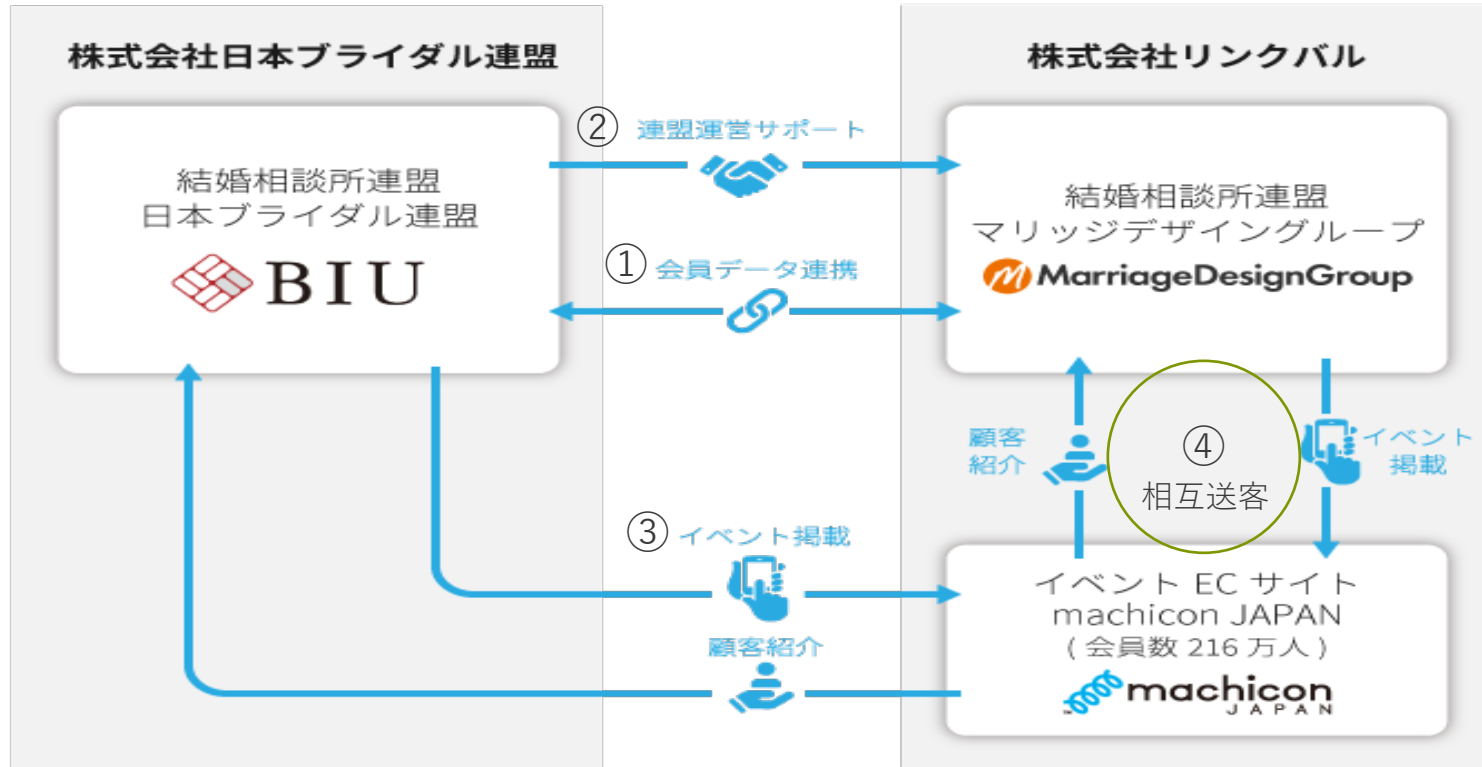 株式会社日本ブライダル連盟
株式会社リンクバル
結婚相談所連盟
日本ブライダル連盟
BIU
② 連盟運営サポート
① 会員データ連携
結婚相談所連盟
マリッジデザイングループ
MarriageDesignGroup
顧客
紹介
④
相互送客
イベント
掲載
③ イベント掲載
顧客紹介
イベント EC サイト
machicon JAPAN
( 会員数 216 万人 )
machicon
JAPAN